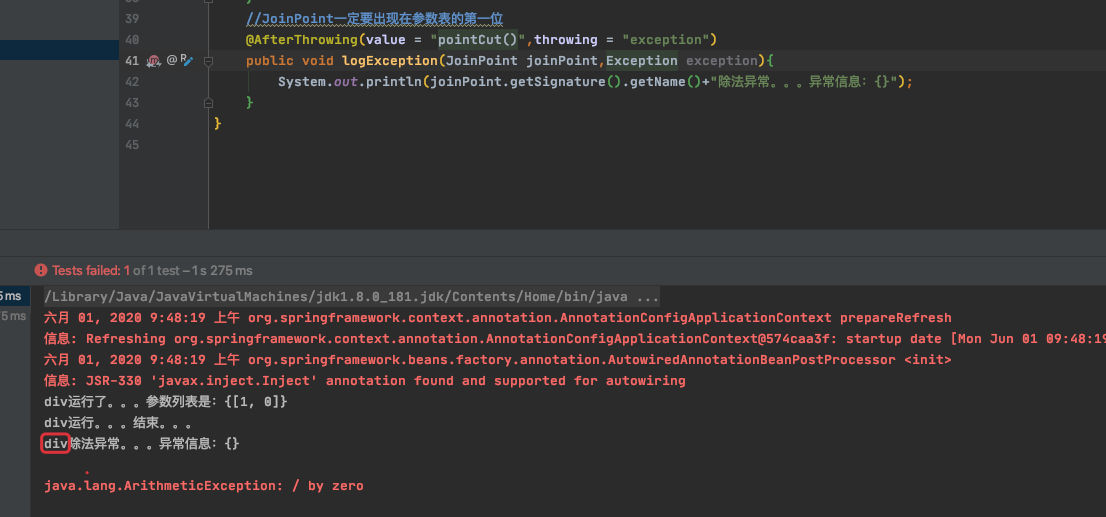 39 //JoinPoint一定要出现在参数表的第一位
40 @AfterThrowing(value = "pointCut()",throwing = "exception")
41 public void logException(JoinPoint joinPoint,Exception exception){
42 System.out.println(joinPoint.getSignature().getName()+"除法异常。。。异常信息：{}");
43 }
44 }
45
Tests failed: 1 of 1 test – 1 s 275 ms
5 ms /Library/Java/JavaVirtualMachines/jdk1.8.0_181.jdk/Contents/Home/bin/java ...
75 ms 六月 01, 2020 9:48:19 上午 org.springframework.context.annotation.AnnotationConfigApplicationContext prepareRefresh
信息: Refreshing org.springframework.context.annotation.AnnotationConfigApplicationContext@574caa3f: startup date [Mon Jun 01 09:48:19
六月 01, 2020 9:48:19 上午 org.springframework.beans.factory.annotation.AutowiredAnnotationBeanPostProcessor <init>
信息: JSR-330 'javax.inject.Inject' annotation found and supported for autowiring
div运行了。。。参数列表是：{[1, 0]}
div运行。。。结束。。。
div除法异常。。。异常信息：{}
java.lang.ArithmeticException: / by zero